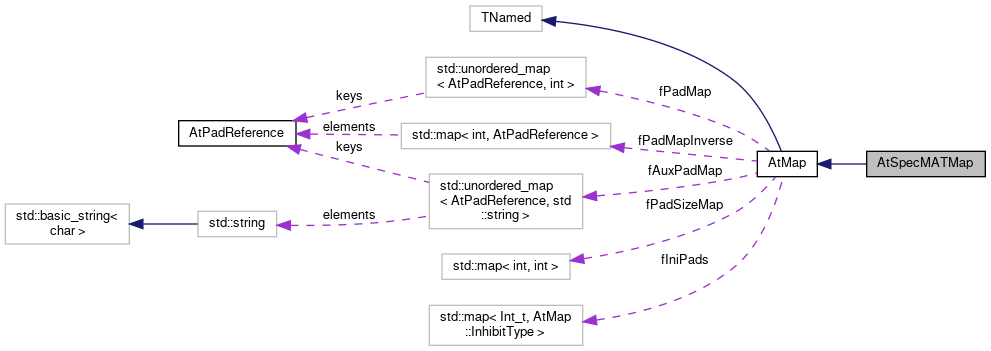 TNamed
std::unordered_map
< AtPadReference, int >
fPadMap
keys
AtPadReference
elements
std::map< int, AtPadReference >
fPadMapInverse
keys
AtMap
AtSpecMATMap
fAuxPadMap
std::unordered_map
< AtPadReference, std
::string >
fPadSizeMap
std::basic_string<
char >
std::string
elements
fIniPads
std::map< int, int >
std::map< Int_t, AtMap
::InhibitType >